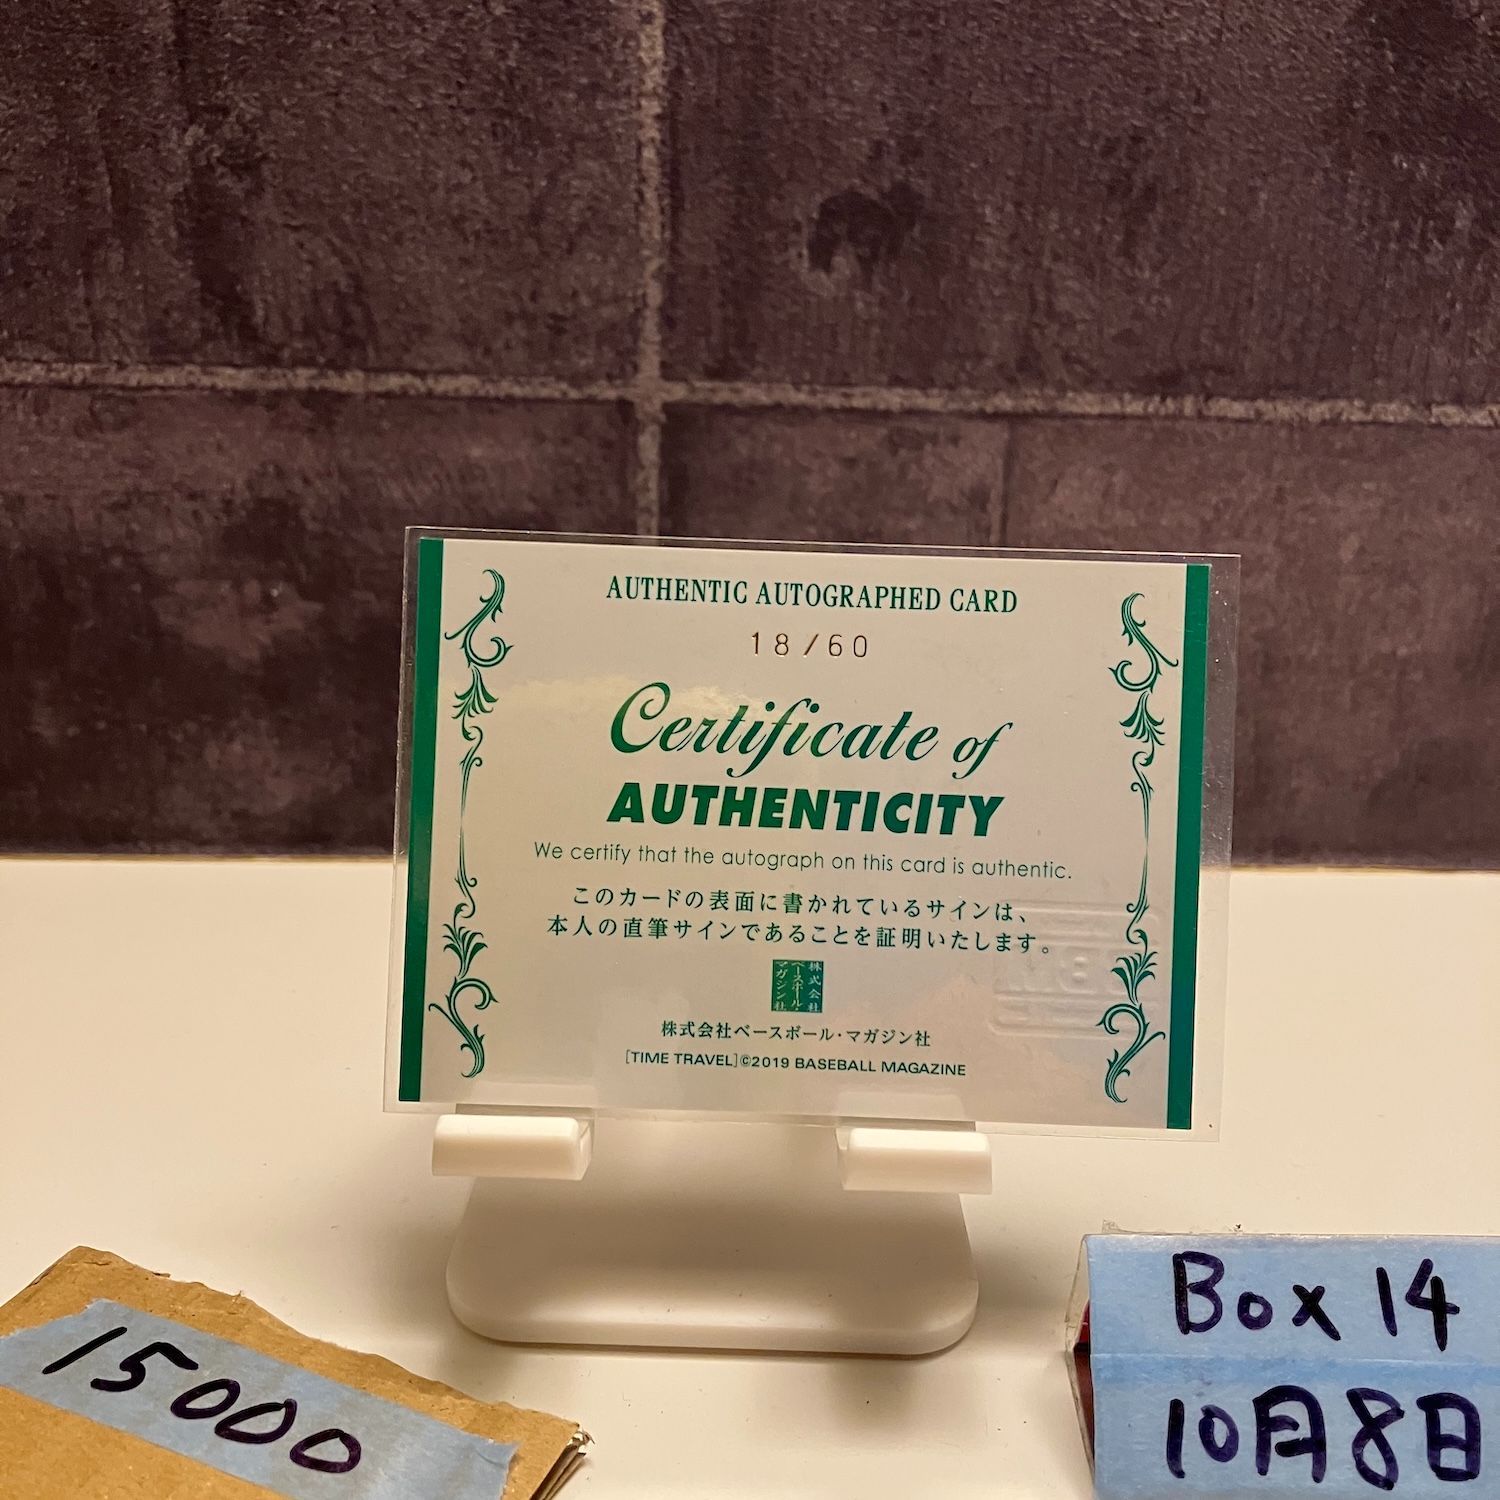 AUTHENTIC AUTOGRAPHED CARD
18/60
Certificate of
AUTHENTICITY
We certify that the autograph on this card is authentic.
このカードの表面に書かれているサインは、
本人の直筆サインであることを証明いたします。
株式会社
ベースボール・
マガジン社
株式会社ベースボール・マガジン社
[TIME TRAVEL]©2019 BASEBALL MAGAZINE
15000
Box 14
10月8日